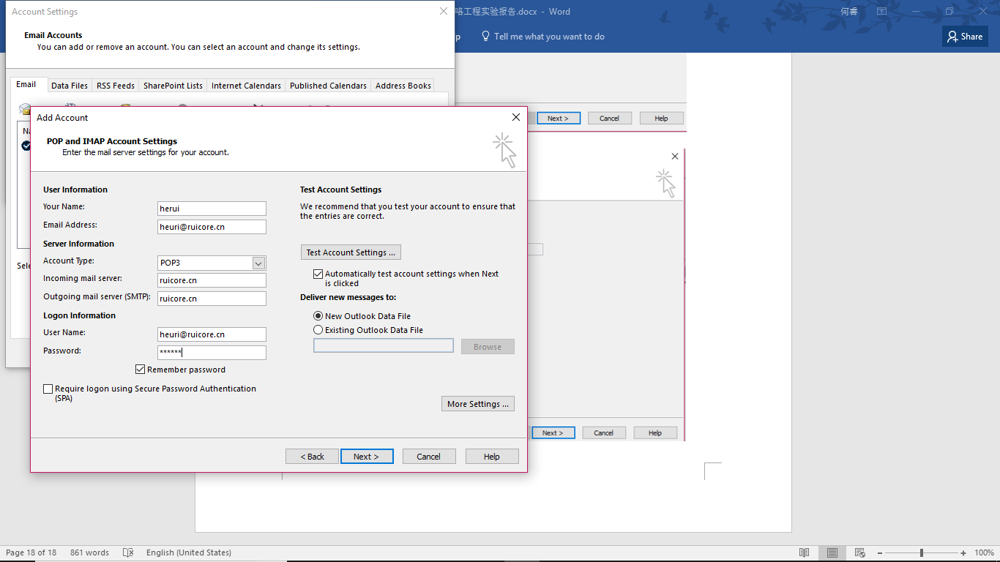 Account Settings
咯工程实验报告.docx - Word
何睿
Email Accounts
You can add or remove an account. You can select an account and change its settings.
Tell me what you want to do
Share
Email
Data Files
RSS Feeds
SharePoint Lists
Internet Calendars
Published Calendars
Address Books
Add Account
POP and IMAP Account Settings
Enter the mail server settings for your account.
User Information
Your Name:
herui
Email Address:
heuri@ruicore.cn
Server Information
Account Type:
POP3
Incoming mail server:
ruicore.cn
Outgoing mail server (SMTP):
ruicore.cn
Logon Information
User Name:
heuri@ruicore.cn
Password:
******
Remember password
Require logon using Secure Password Authentication
(SPA)
Test Account Settings
We recommend that you test your account to ensure that
the entries are correct.
Test Account Settings ...
Automatically test account settings when Next
is clicked
Deliver new messages to:
New Outlook Data File
Existing Outlook Data File
Browse
More Settings ...
< Back
Next >
Cancel
Help
Next >
Cancel
Help
Next >
Cancel
Help
Page 18 of 18
861 words
English (United States)
100%